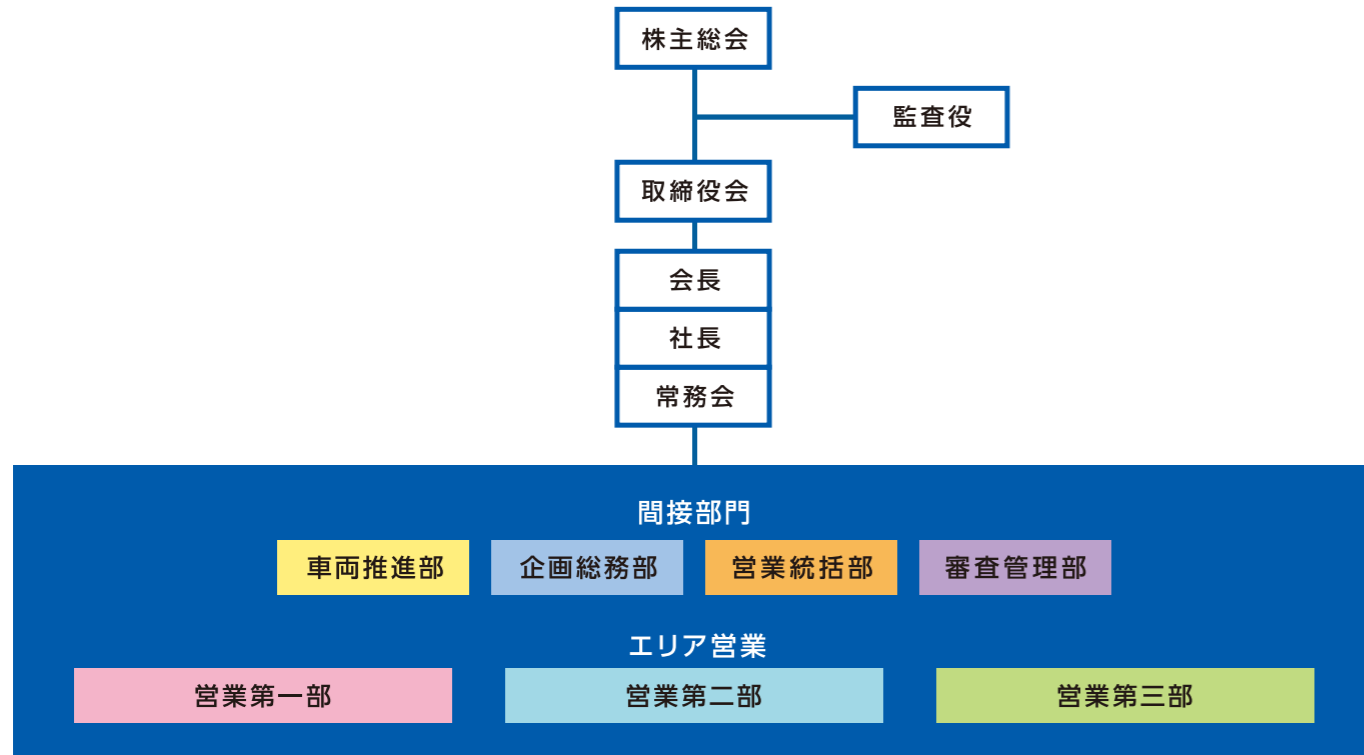 株主総会
監査役
取締役会
会長
社長
常務会
間接部門
車両推進部
企画総務部
営業統括部
審査管理部
エリア営業
営業第一部
営業第二部
営業第三部